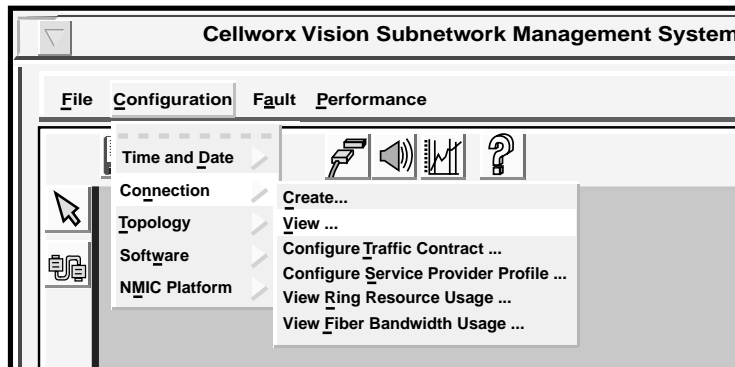 Cellworx Vision Subnetwork Management System
File Configuration Fault Performance
Time and Date
Connection
Topology
Software
NMIC Platform
Create...
View ...
Configure Traffic Contract ...
Configure Service Provider Profile ...
View Ring Resource Usage ...
View Fiber Bandwidth Usage ...
?